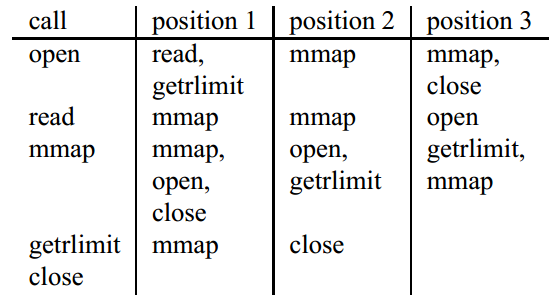 call position 1 position 2 position 3
open read, mmap mmap,
getrlimit close
read mmap mmap open
mmap mmap, open, getrlimit,
open, getrlimit mmap
close
getrlimit mmap close
close